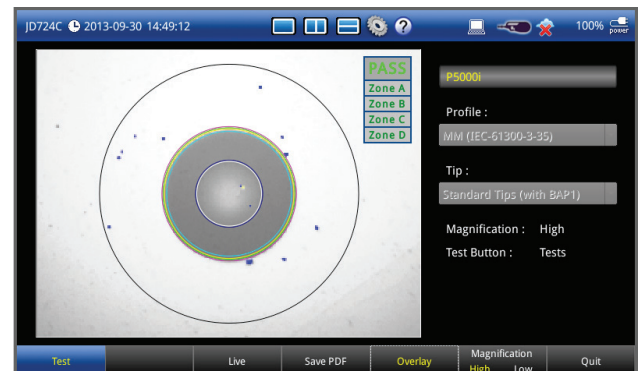 JD724C 2013-09-30 14:49:12
100% power
PASS
Zone A
Zone B
Zone C
Zone D
P5000i
Profile :
MM (IEC-61300-3-35)
Tip :
Standard Tips (with BAP1)
Magnification : High
Test Button : Tests
Test
Live
Save PDF
Overlay
Magnification
High Low
Quit